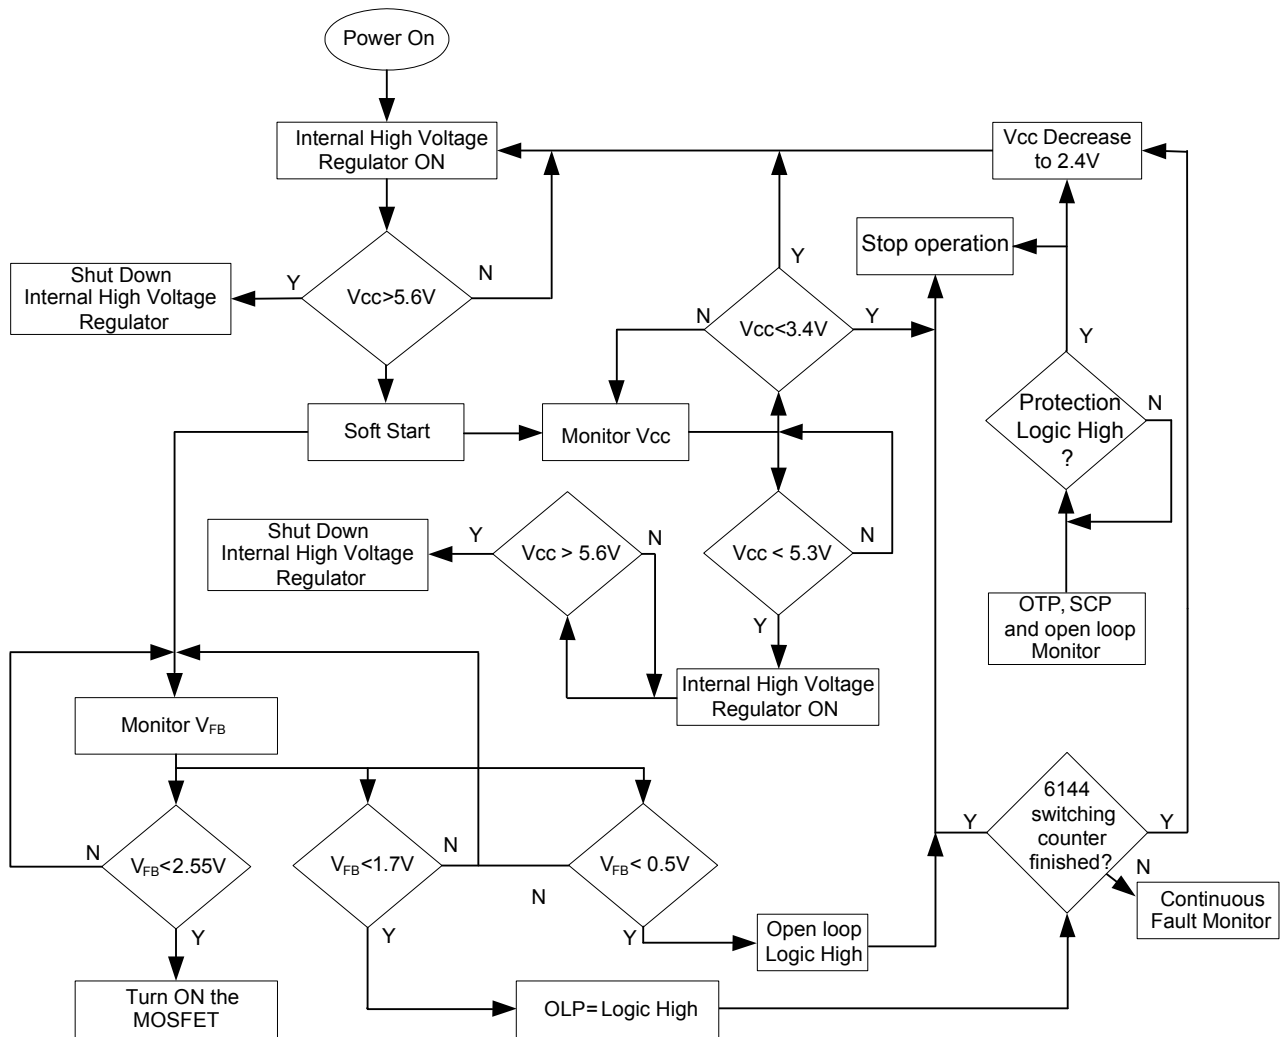 Power On
Internal High Voltage
Regulator ON
Vcc Decrease
to 2.4V
Stop operation
Shut Down
Internal High Voltage
Regulator
Y
Vcc>5.6V
N
Y
N
Vcc<3.4V
Y
Y
Protection
Logic High
?
N
Soft Start
Monitor Vcc
Shut Down
Internal High Voltage
Regulator
Y
Vcc > 5.6V
N
Vcc < 5.3V
N
Y
OTP, SCP
and open loop
Monitor
Internal High Voltage
Regulator ON
Monitor VFB
N
VFB<2.55V
Y
VFB<1.7V
N
Y
VFB< 0.5V
N
Y
Y
6144
switching
counter
finished?
Y
N
Continuous
Fault Monitor
Open loop
Logic High
Turn ON the
MOSFET
OLP=Logic High